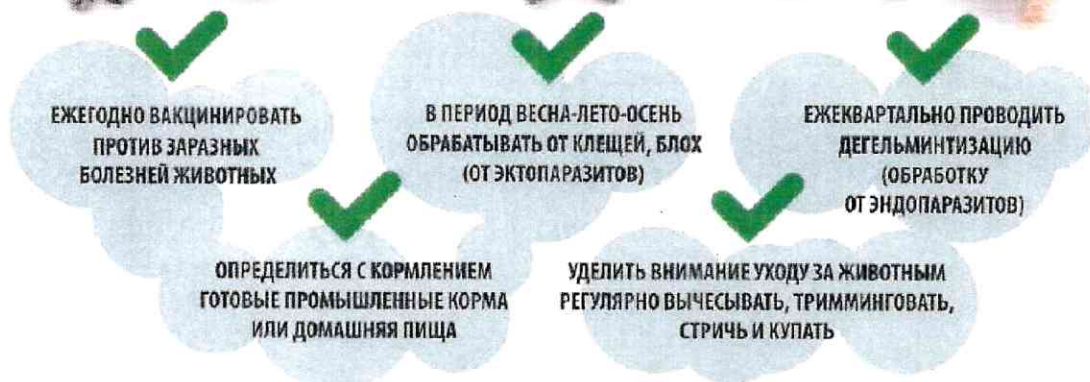 ЕЖЕГОДНО ВАКЦИНИРОВАТЬ
ПРОТИВ ЗАРАЗНЫХ
БОЛЕЗНЕЙ ЖИВОТНЫХ
В ПЕРИОД ВЕСНА-ЛЕТО-ОСЕНЬ
ОБРАБАТЫВАТЬ ОТ КЛЕЩЕЙ, БЛОХ
(ОТ ЭКТОПАРАЗИТОВ)
ЕЖЕКВАРТАЛЬНО ПРОВОДИТЬ
ДЕГЕЛЬМИНТИЗАЦИЮ
(ОБРАБОТКУ
ОТ ЭНДОПАРАЗИТОВ)
ОПРЕДЕЛИТЬСЯ С КОРМЛЕНИЕМ
ГОТОВЫЕ ПРОМЫШЛЕННЫЕ КОРМА
ИЛИ ДОМАШНЯЯ ПИЩА
УДЕЛИТЬ ВНИМАНИЕ УХОДУ ЗА ЖИВОТНЫМ
РЕГУЛЯРНО ВЫЧЕСЫВАТЬ, ТРИММИНГОВАТЬ,
СТРИЧЬ И КУПАТЬ